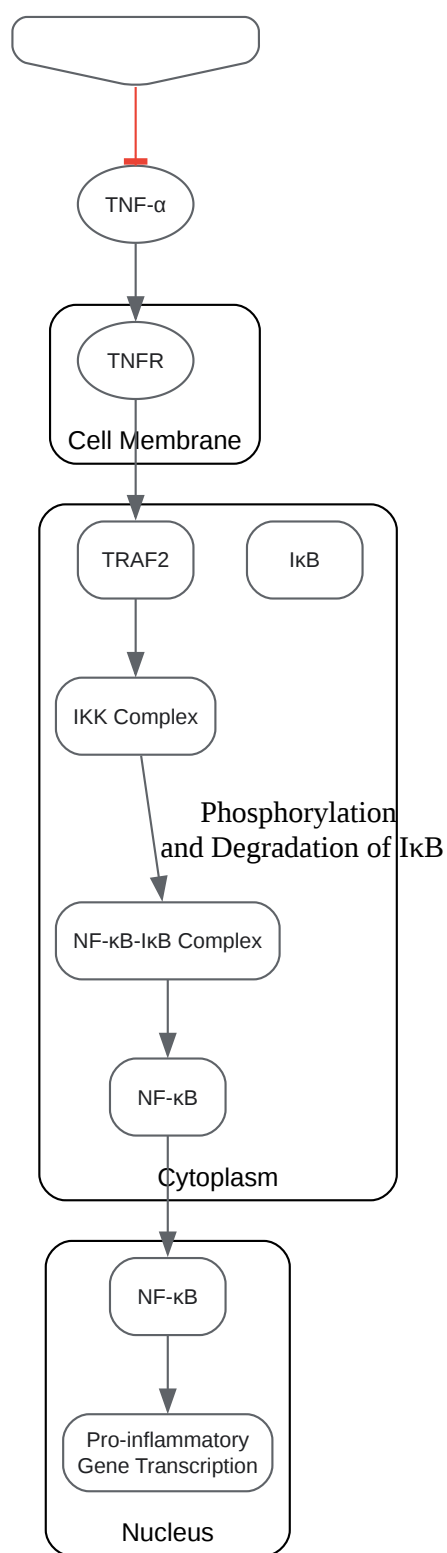 TNF-α
TNFR
Cell Membrane
TRAF2
IκB
IKK Complex
Phosphorylation
and Degradation of IκB
NF-κB-IκB Complex
NF-κB
Cytoplasm
NF-κB
Pro-inflammatory
Gene Transcription
Nucleus